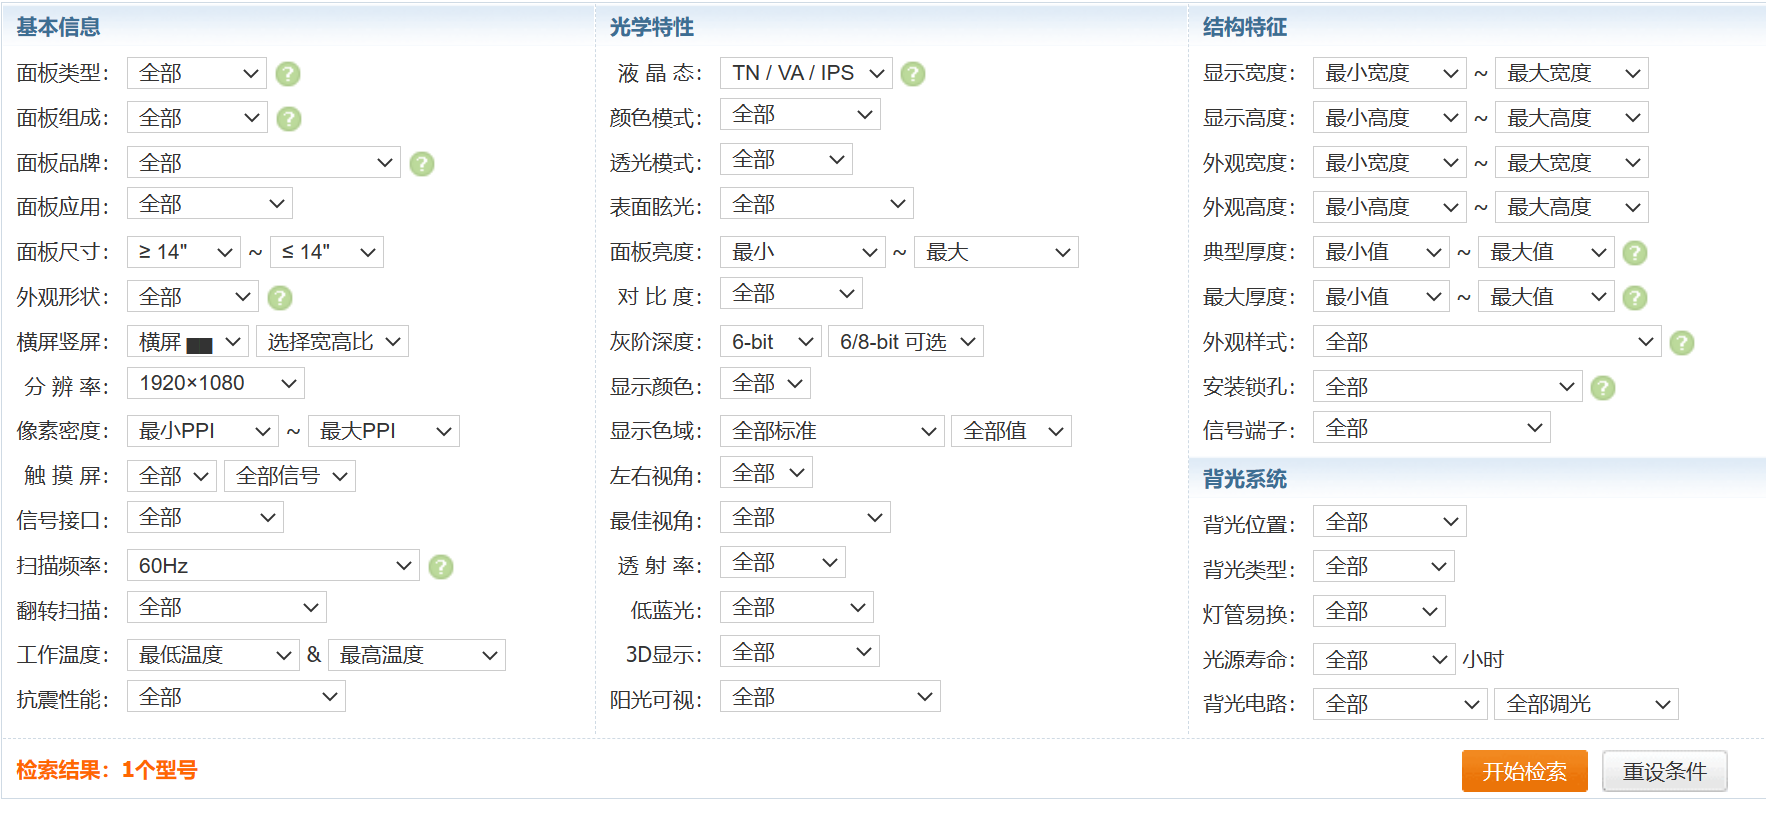 基本信息
面板类型： 全部 ?
面板组成： 全部 ?
面板品牌： 全部 ?
面板应用： 全部
面板尺寸： ≥ 14" ~ ≤ 14"
外观形状： 全部 ?
横屏竖屏： 横屏 ▄▄ 选择宽高比
分 辨 率： 1920×1080
像素密度： 最小PPI ~ 最大PPI
触 摸 屏： 全部 全部信号
信号接口： 全部
扫描频率： 60Hz ?
翻转扫描： 全部
工作温度： 最低温度 & 最高温度
抗震性能： 全部
光学特性
液 晶 态： TN / VA / IPS ?
颜色模式： 全部
透光模式： 全部
表面眩光： 全部
面板亮度： 最小 ~ 最大
对 比 度： 全部
灰阶深度： 6-bit 6/8-bit 可选
显示颜色： 全部
显示色域： 全部标准 全部值
左右视角： 全部
最佳视角： 全部
透 射 率： 全部
低蓝光： 全部
3D显示： 全部
阳光可视： 全部
结构特征
显示宽度： 最小宽度 ~ 最大宽度
显示高度： 最小高度 ~ 最大高度
外观宽度： 最小宽度 ~ 最大宽度
外观高度： 最小高度 ~ 最大高度
典型厚度： 最小值 ~ 最大值 ?
最大厚度： 最小值 ~ 最大值 ?
外观样式： 全部 ?
安装锁孔： 全部 ?
信号端子： 全部
背光系统
背光位置： 全部
背光类型： 全部
灯管易换： 全部
光源寿命： 全部 小时
背光电路： 全部 全部调光
检索结果：1个型号
开始检索 重设条件